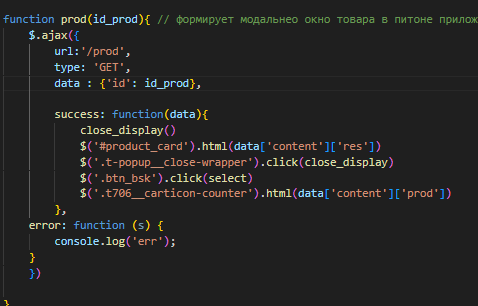 function prod(id_prod){ // формирует модальнео окно товара в питоне прилож
$.ajax({
url:'/prod',
type: 'GET',
data : {'id': id_prod},
success: function(data){
close_display()
$('#product_card').html(data['content']['res'])
$('.t-popup__close-wrapper').click(close_display)
$('.btn_bsk').click(select)
$('.t706__carticon-counter').html(data['content']['prod'])
},
error: function (s) {
console.log('err');
}
})
}